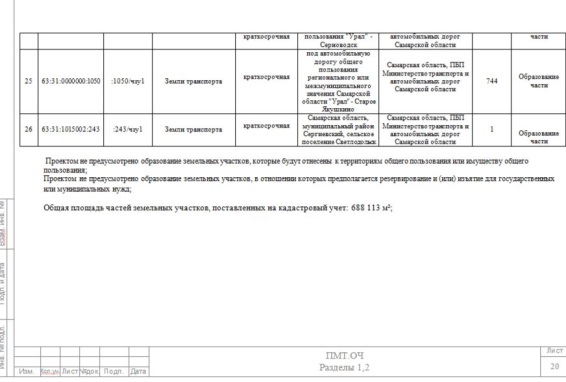 краткосрочная пользования "Урал" - автомобильных дорог части
Серноводск Самарской области
25 63:31:0000000:1050 :1050/чзу1 Земли транспорта краткосрочная под автомобильную дорогу общего пользования регионального или межмуниципального значения Самарской области "Урал" - Старое Якушкино Самарская область, ПБП Министерство транспорта и автомобильных дорог Самарской области 744 Образование части
26 63:31:1015002:243 :243/чзу1 Земли транспорта краткосрочная Самарская область, муниципальный район Сергиевский, сельское поселение Светлодольск Самарская область, ПБП Министерство транспорта и автомобильных дорог Самарской области 1 Образование части
Проектом не предусмотрено образование земельных участков, которые будут отнесены к территориям общего пользования или имуществу общего
пользования;
Проектом не предусмотрено образование земельных участков, в отношении которых предполагается резервирование и (или) изъятие для государственных
или муниципальных нужд;
Общая площадь частей земельных участков, поставленных на кадастровый учет: 688 113 м²;
Взам. инв. №
Подп. и дата
Инв. № подл.
Изм. Кол.уч. Лист №док. Подп. Дата
ПМТ.ОЧ
Разделы 1,2
Лист
20